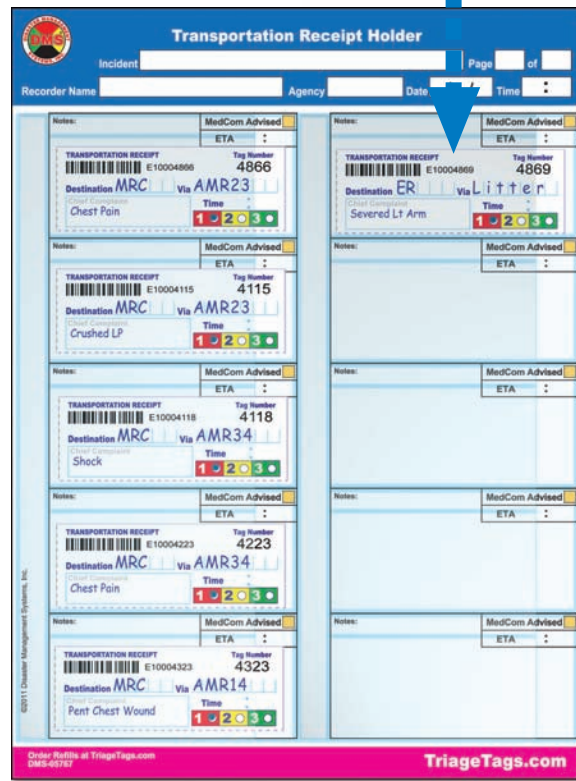 DMS
Transportation Receipt Holder
Incident Page of
Recorder Name Agency Date / Time :
Notes: MedCom Advised
ETA :
TRANSPORTATION RECEIPT Tag Number
E10004866 4866
Destination MRC Via AMR23
Chief Complaint Time :
Chest Pain 1 2 3
Notes: MedCom Advised
ETA :
TRANSPORTATION RECEIPT Tag Number
E10004115 4115
Destination MRC Via AMR23
Chief Complaint Time :
Crushed LP 1 2 3
Notes: MedCom Advised
ETA :
TRANSPORTATION RECEIPT Tag Number
E10004118 4118
Destination MRC Via AMR34
Chief Complaint Time :
Shock 1 2 3
Notes: MedCom Advised
ETA :
TRANSPORTATION RECEIPT Tag Number
E10004223 4223
Destination MRC Via AMR34
Chief Complaint Time :
Chest Pain 1 2 3
Notes: MedCom Advised
ETA :
TRANSPORTATION RECEIPT Tag Number
E10004323 4323
Destination MRC Via AMR14
Chief Complaint Time :
Pent Chest Wound 1 2 3
Notes: MedCom Advised
ETA :
TRANSPORTATION RECEIPT Tag Number
E10004869 4869
Destination ER Via Litter
Chief Complaint Time :
Severed Lt Arm 1 2 3
Notes: MedCom Advised
ETA :
Notes: MedCom Advised
ETA :
Notes: MedCom Advised
ETA :
Notes: MedCom Advised
ETA :
©2011 Disaster Management Systems, Inc.
Order Refills at TriageTags.com
DMS-05767
TriageTags.com